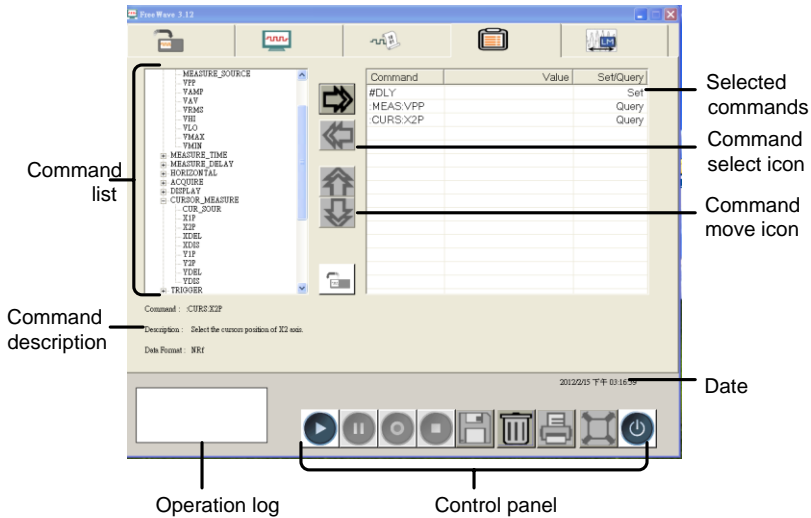 FreeWave 3.12
LM
MEASURE_SOURCE
VPP
VAMP
VAV
VRMS
VHI
VLO
VMAX
VMIN
MEASURE_TIME
MEASURE_DELAY
HORIZONTAL
ACQUIRE
DISPLAY
CURSOR_MEASURE
CUR_SOUR
X1P
X2P
XDEL
XDIS
Y1P
Y2P
YDEL
YDIS
TRIGGER
Command Value Set/Query
#DLY Set
:MEAS:VPP Query
:CURS:X2P Query
Command : :CURS:X2P
Description : Select the cursors position of X2 axis.
Data Format : NRf
2012/2/15 下午 03:16:39
Command
list
Command
description
Selected
commands
Command
select icon
Command
move icon
Date
Operation log
Control panel